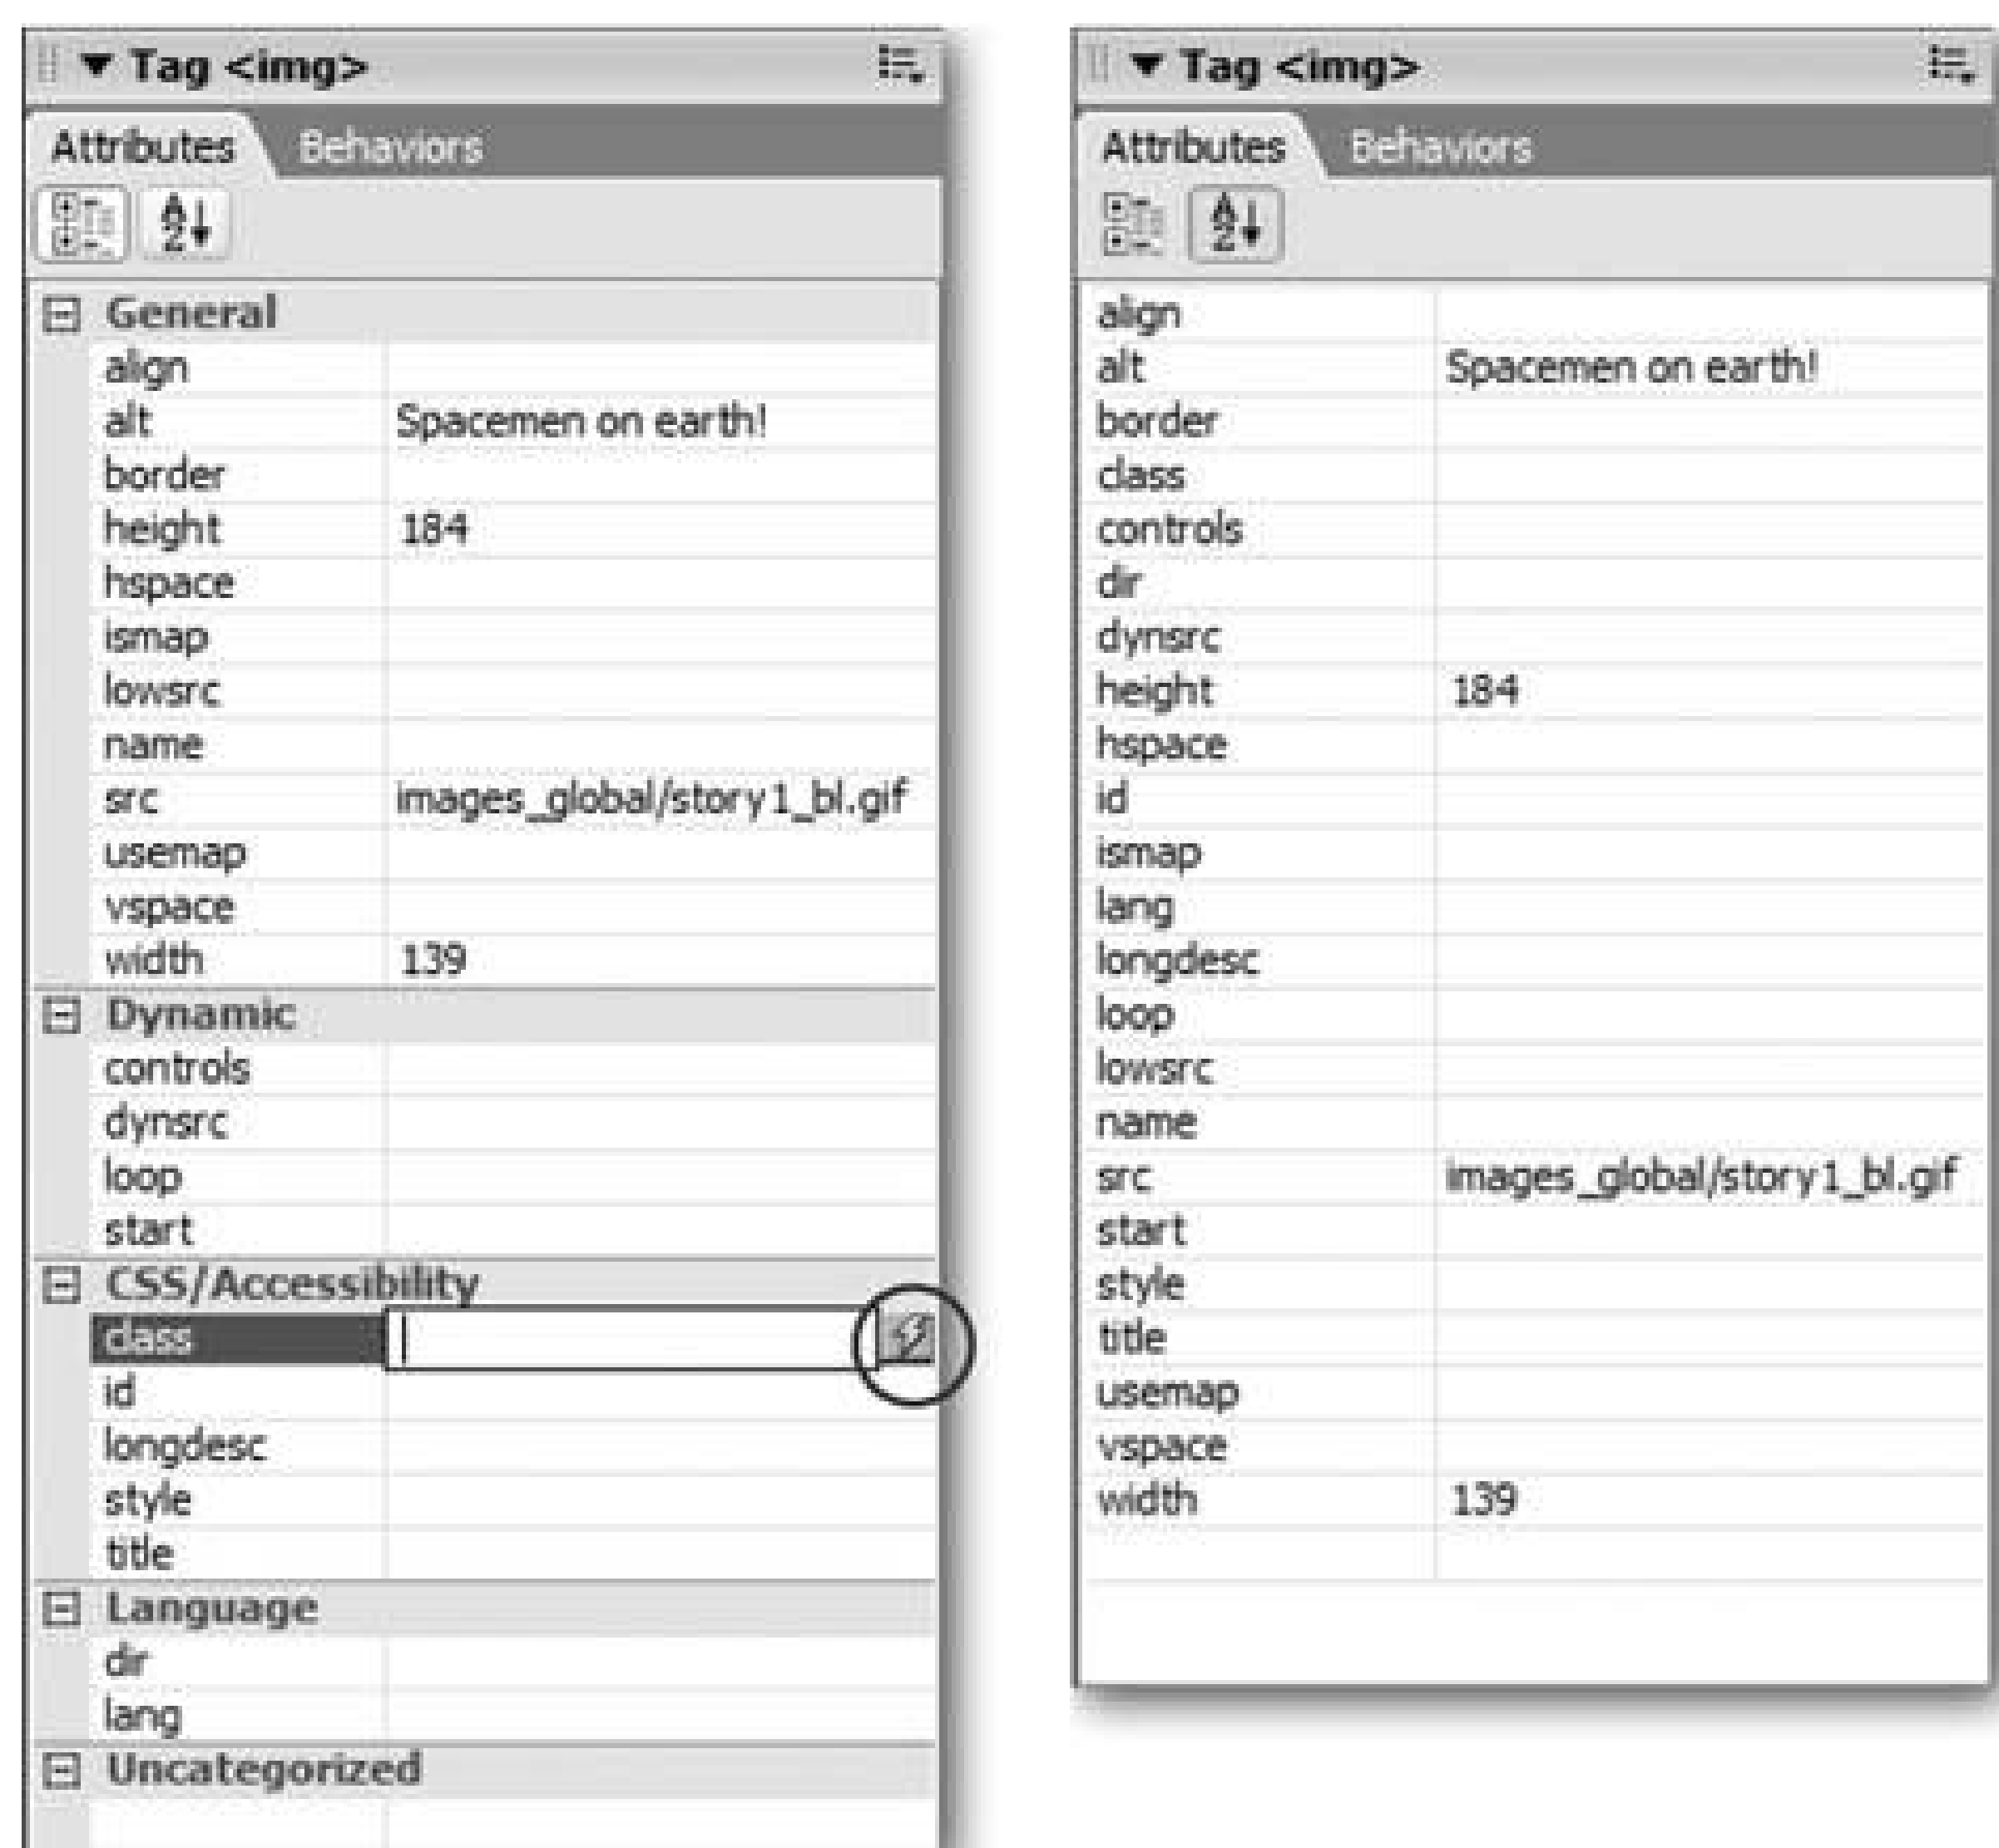 Tag <img>
Attributes Behaviors
General
align
alt Spacemen on earth!
border
height 184
hspace
ismap
lowsrc
name
src images_global/story1_bl.gif
usemap
vspace
width 139
Dynamic
controls
dynsrc
loop
start
CSS/Accessibility
class
id
longdesc
style
title
Language
dir
lang
Uncategorized
Tag <img>
Attributes Behaviors
align
alt Spacemen on earth!
border
class
controls
dir
dynsrc
height 184
hspace
id
ismap
lang
longdesc
loop
lowsrc
name
src images_global/story1_bl.gif
start
style
title
usemap
vspace
width 139